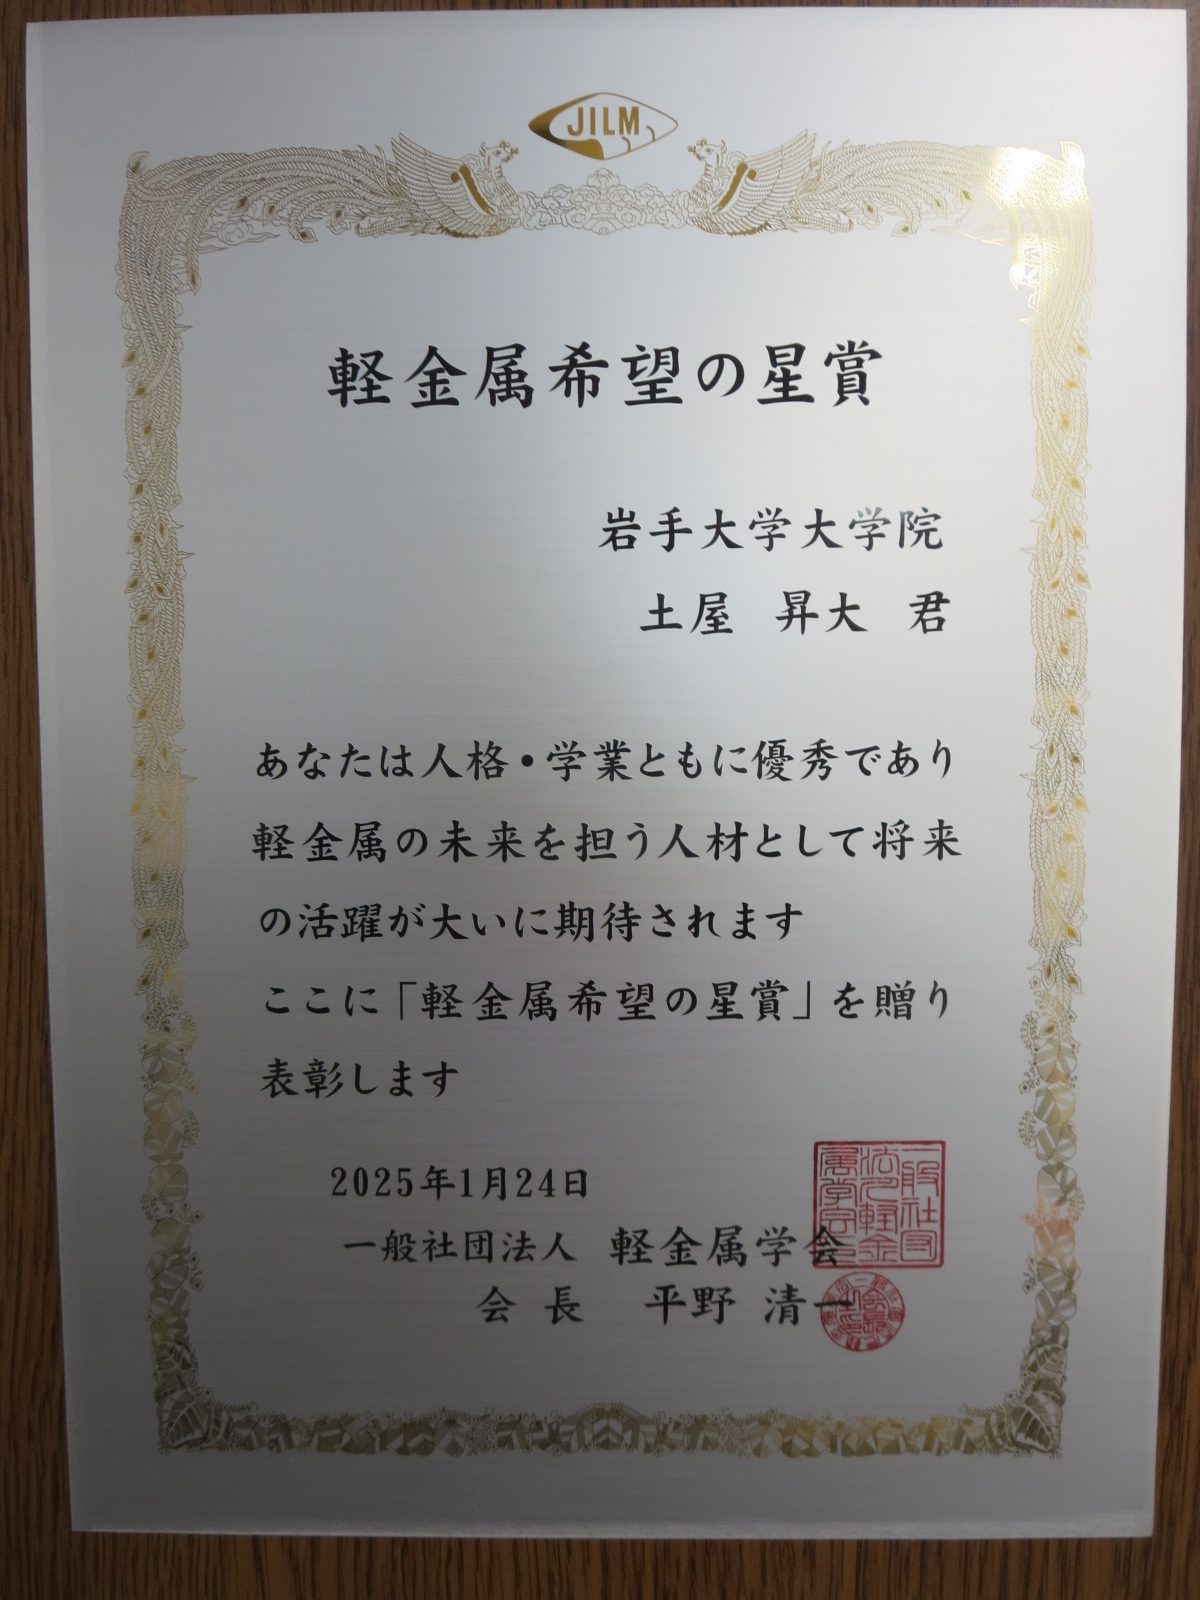 JILM
軽金属希望の星賞
岩手大学大学院
土屋 昇大 君
あなたは人格・学業ともに優秀であり
軽金属の未来を担う人材として将来
の活躍が大いに期待されます
ここに「軽金属希望の星賞」を贈り
表彰します
2025年1月24日
一般社団法人 軽金属学会
会長 平野 清一